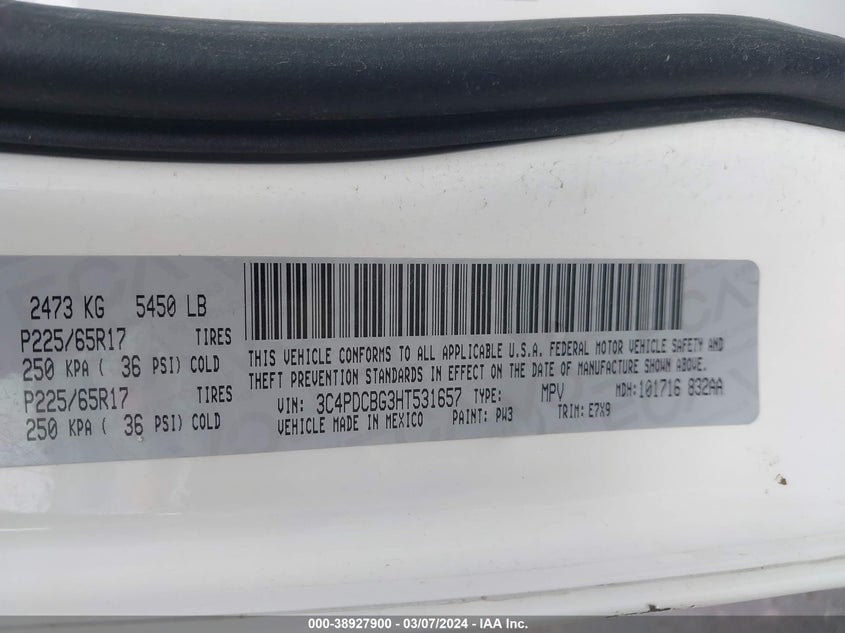 2473 KG 5450 LB
P225/65R17 TIRES
250 KPA ( 36 PSI) COLD
P225/65R17 TIRES
250 KPA ( 36 PSI) COLD
THIS VEHICLE CONFORMS TO ALL APPLICABLE U.S.A. FEDERAL MOTOR VEHICLE SAFETY AND
THEFT PREVENTION STANDARDS IN EFFECT ON THE DATE OF MANUFACTURE SHOWN ABOVE.
VIN: 3C4PDCBG3HT531657 TYPE: MPV MDH:101716 832AA
VEHICLE MADE IN MEXICO PAINT: PW3 TRIM: E7X9
000-38927900 - 03/07/2024 - IAA Inc.